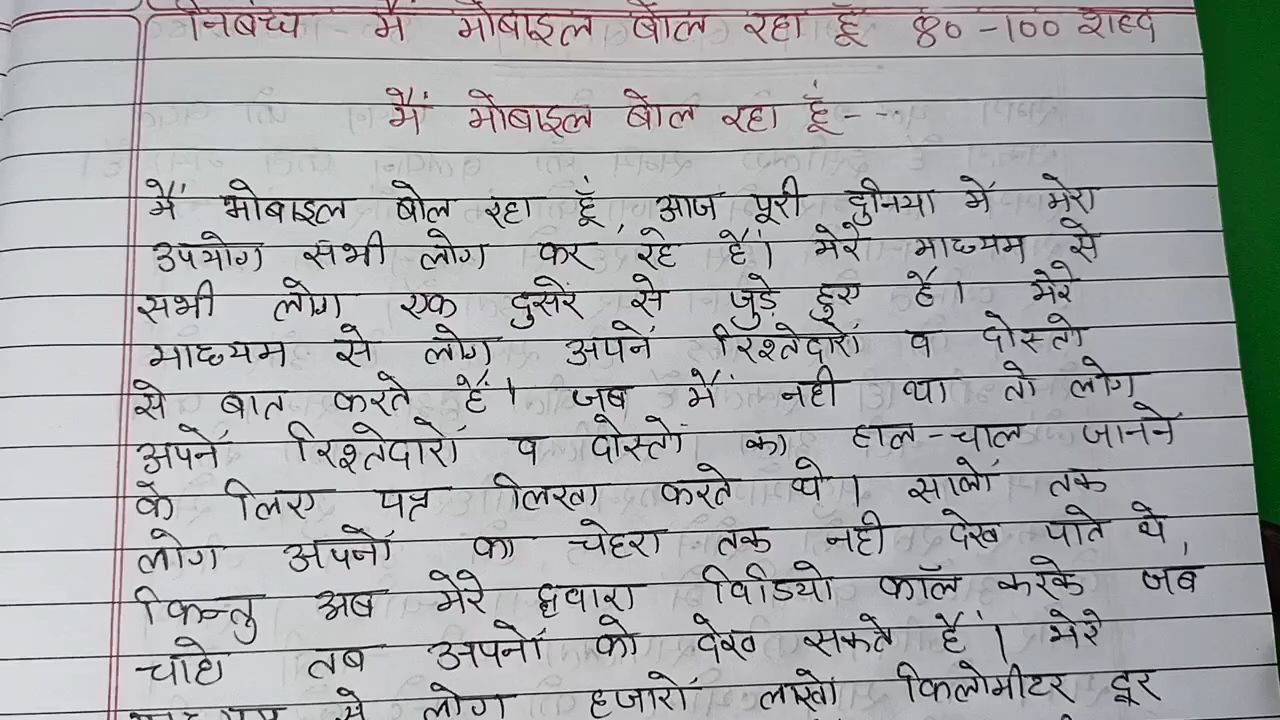 निबंध - मैं मोबाइल बोल रहा हूँ 80-100 शब्द
मैं मोबाइल बोल रहा हूँ - - -
मैं मोबाइल बोल रहा हूँ, आज पूरी दुनिया में मेरा
उपयोग सभी लोग कर रहे हैं। मेरे माध्यम से
सभी लोग एक दुसरें से जुड़े हुए हैं। मेरे
माध्यम से लोग अपनें रिश्तेदारों व दोस्तो
से बात करते हैं। जब मैं नही था तो लोग
अपनें रिश्तेदारों व दोस्तों का हाल-चाल जाननें
के लिए पत्र लिखा करते थे। सालों तक
लोग अपनों का चेहरा तक नही देख पाते थे,
किन्तु अब मेरे द्दवारा विडियो कॉल करके जब
चाहे तब अपनों को देख सकते हैं। मेरे
से लोग हजारों लाखों किलोमीटर दूर